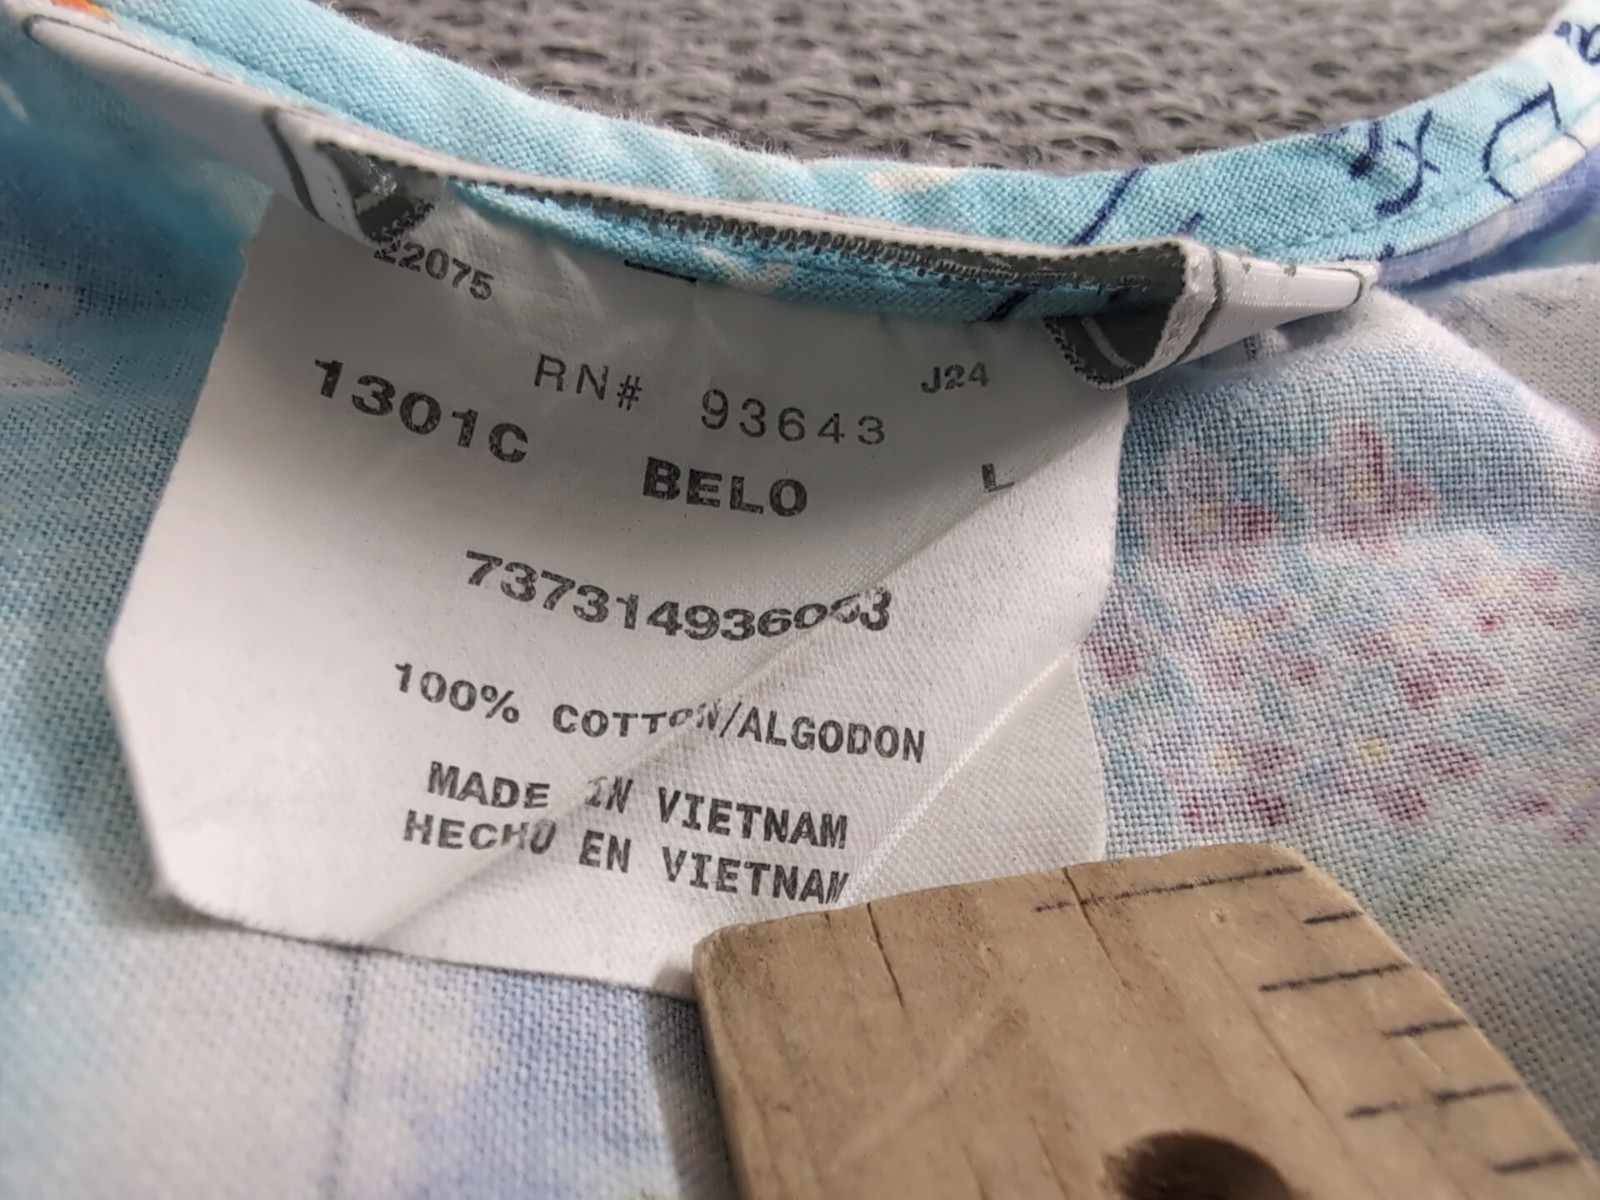 22075
RN# 93643 J24
1301C BELO L
100% COTTON/ALGODON
MADE IN VIETNAM
HECHO EN VIETNAM